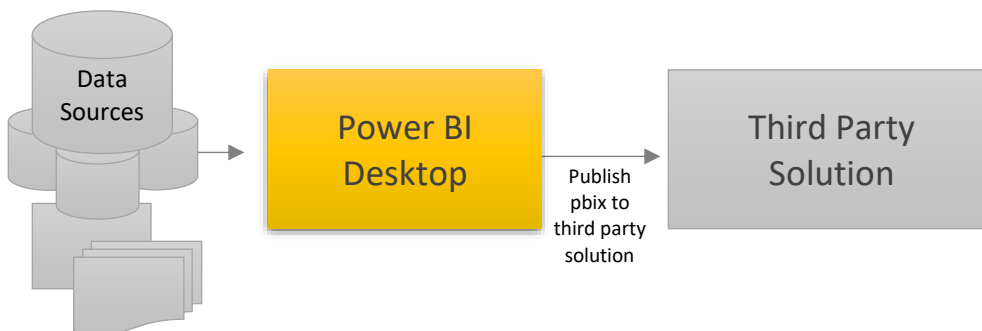 Data
Sources
Power BI
Desktop
Publish
pbix to
third party
solution
Third Party
Solution